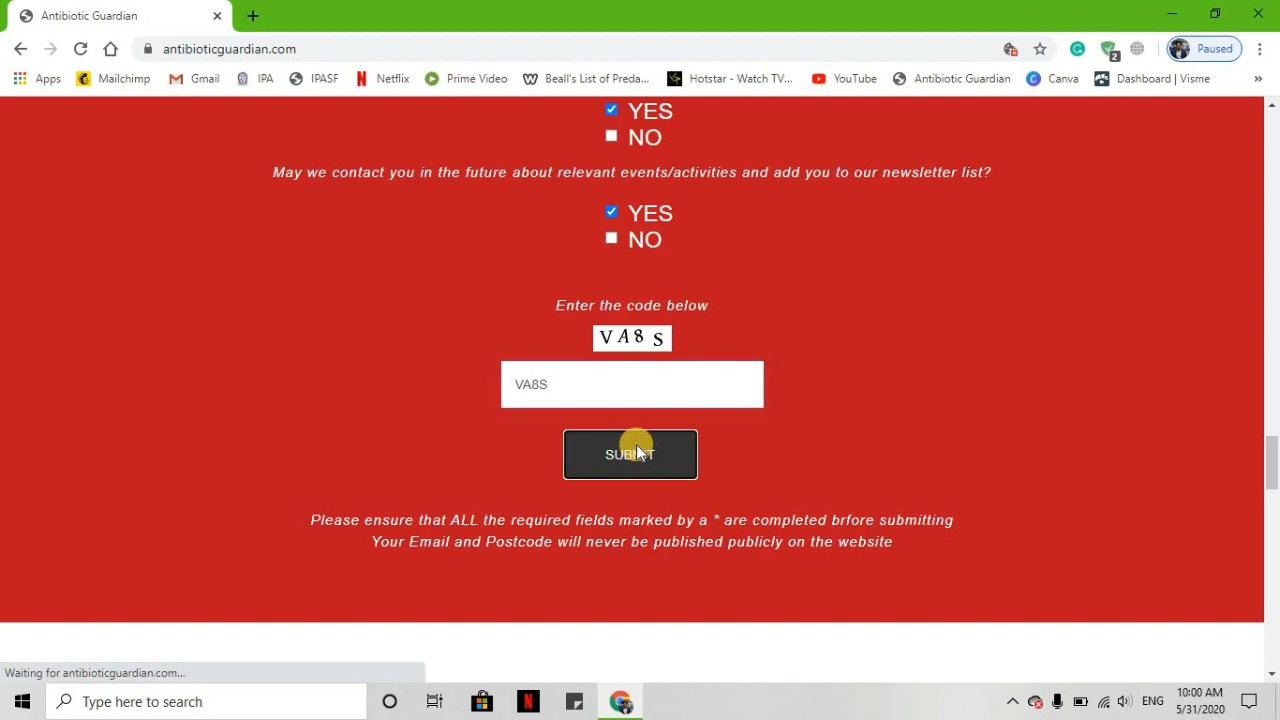 Antibiotic Guardian
antibioticguardian.com
Paused
2
Apps Mailchimp Gmail IPA IPASF Netflix Prime Video Beall's List of Preda... Hotstar - Watch TV... YouTube Antibiotic Guardian Canva Dashboard | Visme »
YES
NO
May we contact you in the future about relevant events/activities and add you to our newsletter list?
YES
NO
Enter the code below
VA8S
VA8S
SUBMIT
Please ensure that ALL the required fields marked by a * are completed brfore submitting
Your Email and Postcode will never be published publicly on the website
Waiting for antibioticguardian.com...
Type here to search
ENG
10:00 AM
5/31/2020